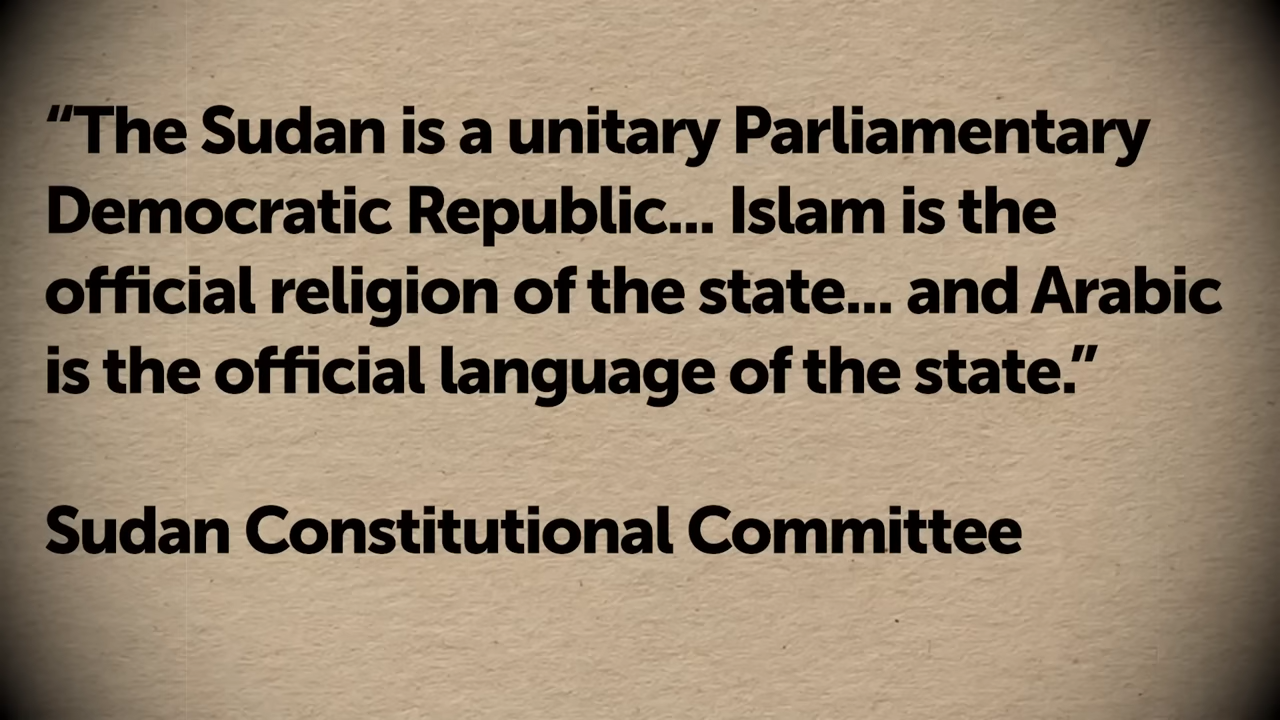 “The Sudan is a unitary Parliamentary
Democratic Republic... Islam is the
official religion of the state... and Arabic
is the official language of the state.”
Sudan Constitutional Committee